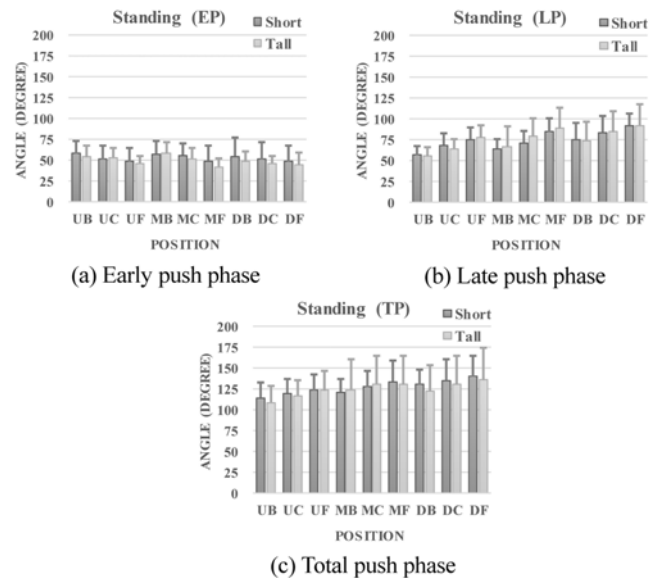 Standing (EP)
Short
Tall
200
175
150
125
100
75
50
25
0
ANGLE (DEGREE)
UB UC UF MB MC MF DB DC DF
POSITION
(a) Early push phase
Standing (LP)
Short
Tall
200
175
150
125
100
75
50
25
0
ANGLE (DEGREE)
UB UC UF MB MC MF DB DC DF
POSITION
(b) Late push phase
Standing (TP)
Short
Tall
200
175
150
125
100
75
50
25
0
ANGLE (DEGREE)
UB UC UF MB MC MF DB DC DF
POSITION
(c) Total push phase